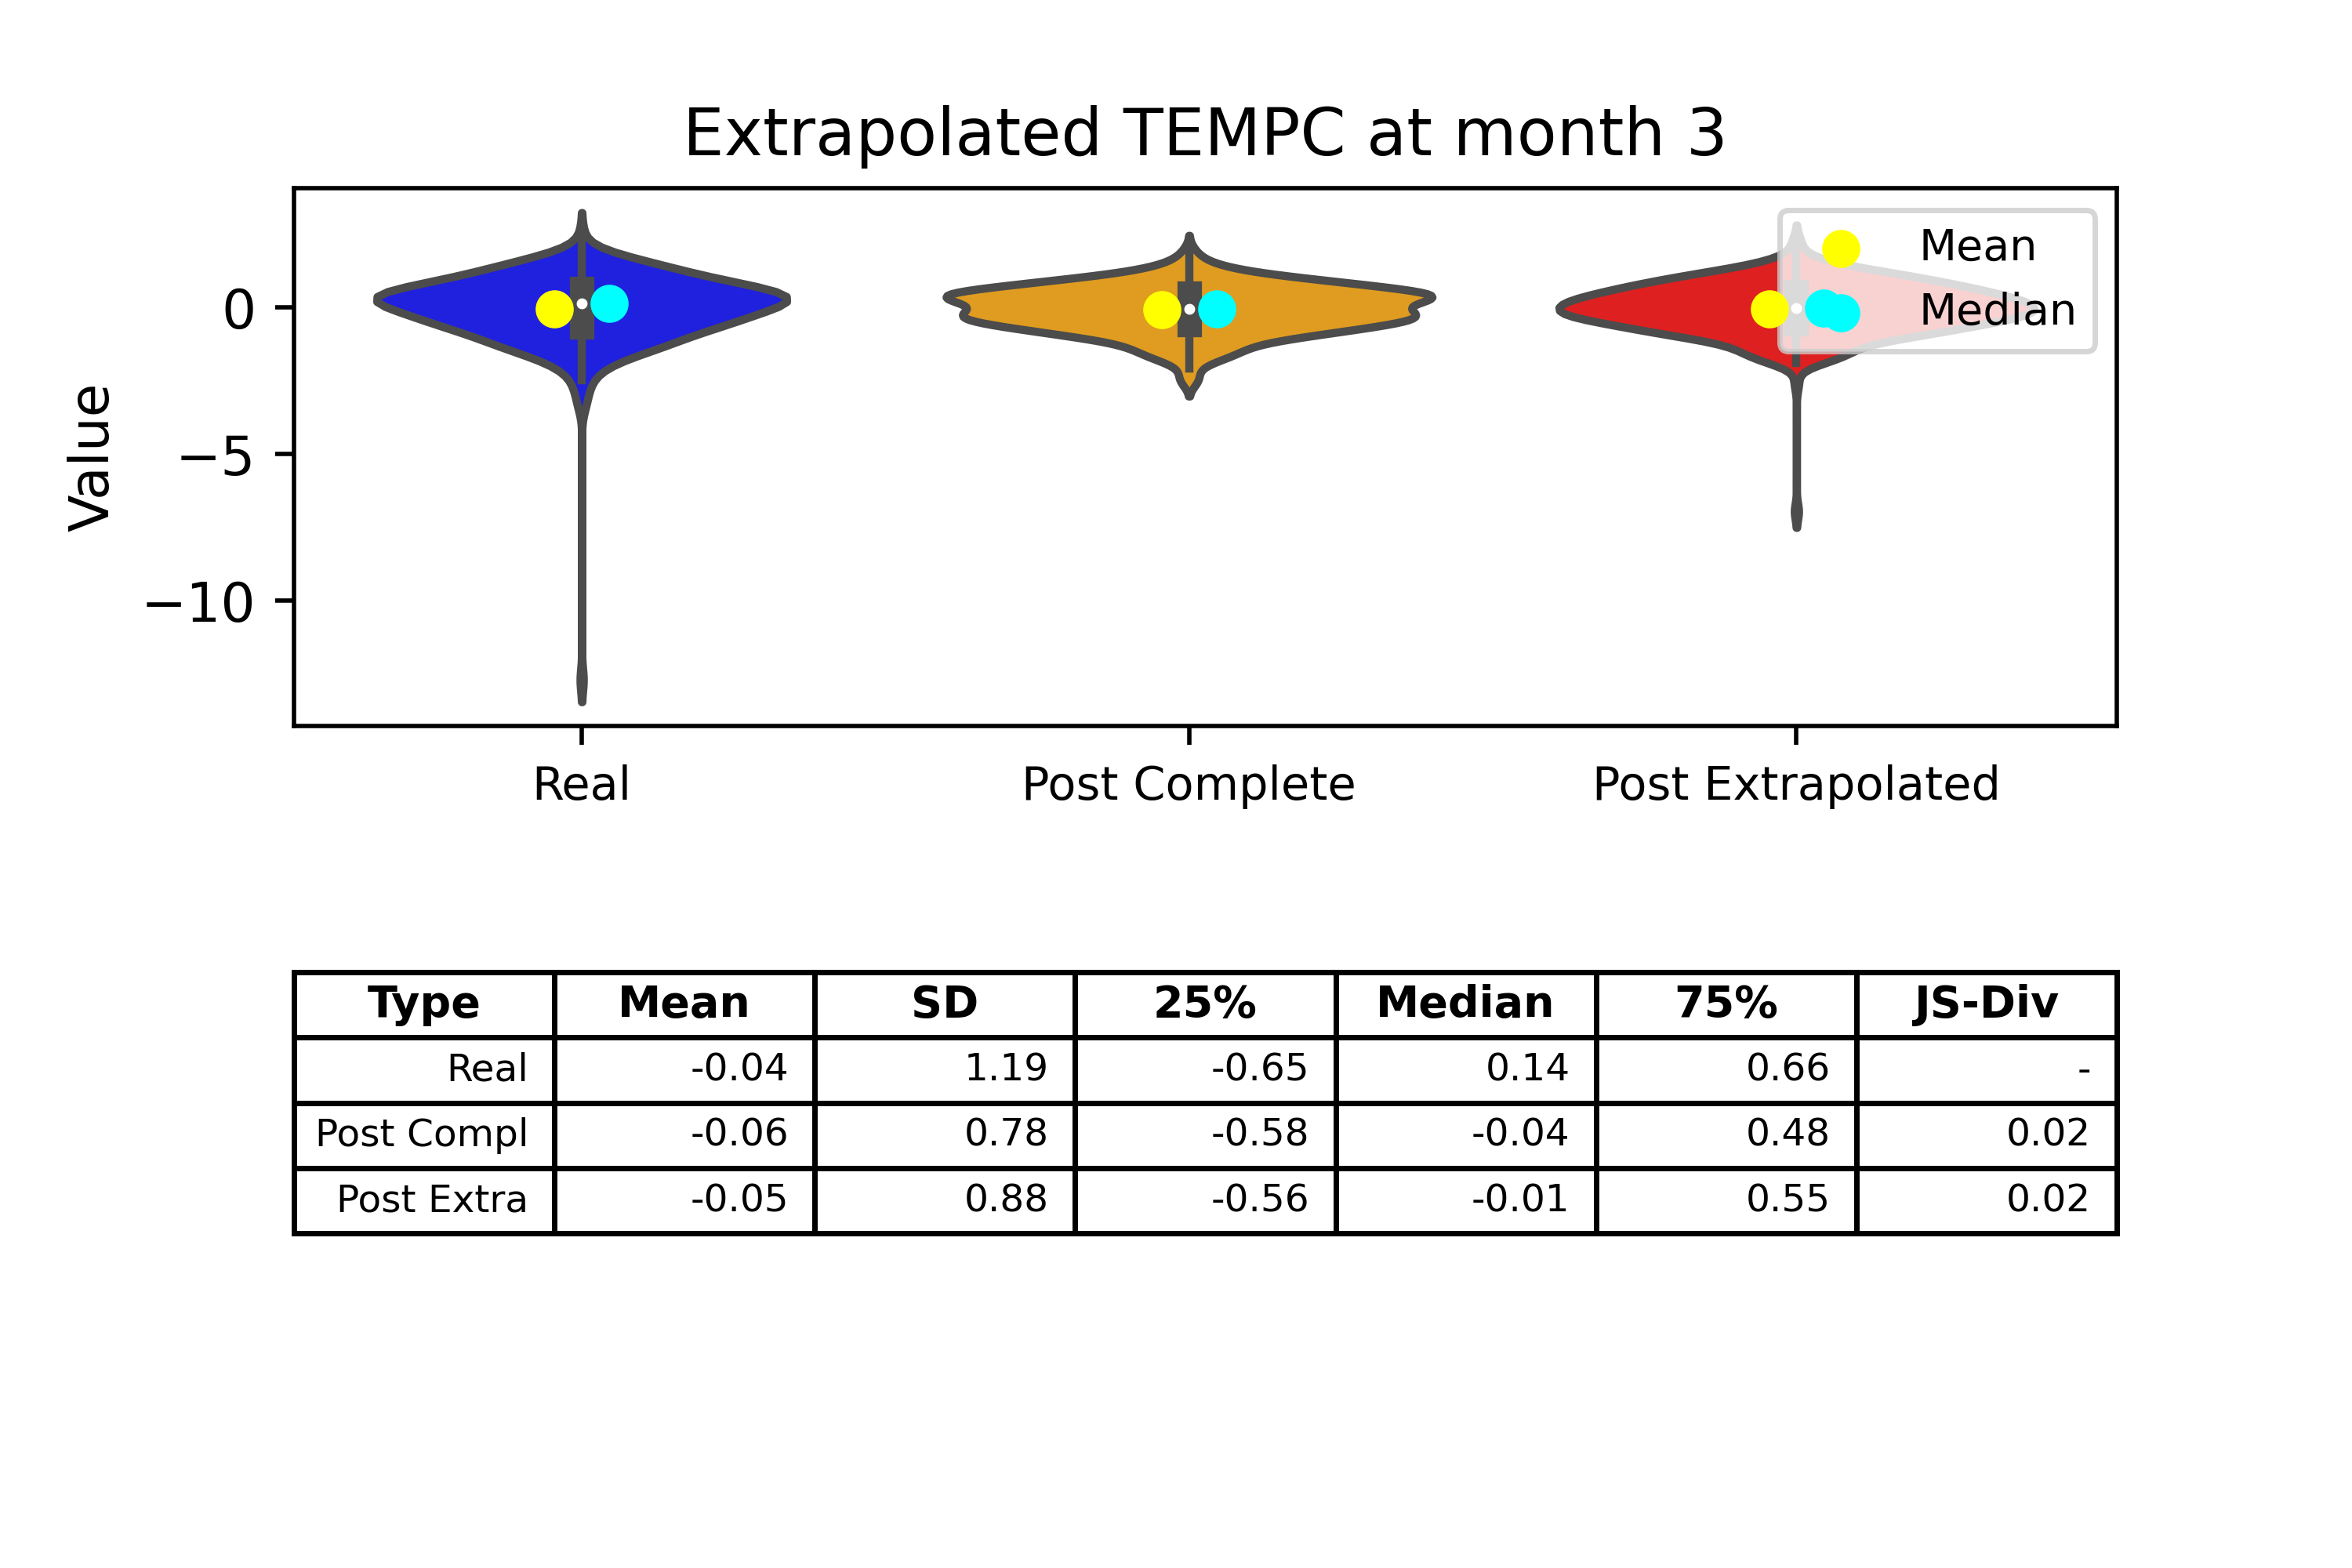 Extrapolated TEMPC at month 3
Value
0
−5
−10
Mean
Median
Real Post Complete Post Extrapolated
Type Mean SD 25% Median 75% JS-Div
Real -0.04 1.19 -0.65 0.14 0.66 -
Post Compl -0.06 0.78 -0.58 -0.04 0.48 0.02
Post Extra -0.05 0.88 -0.56 -0.01 0.55 0.02